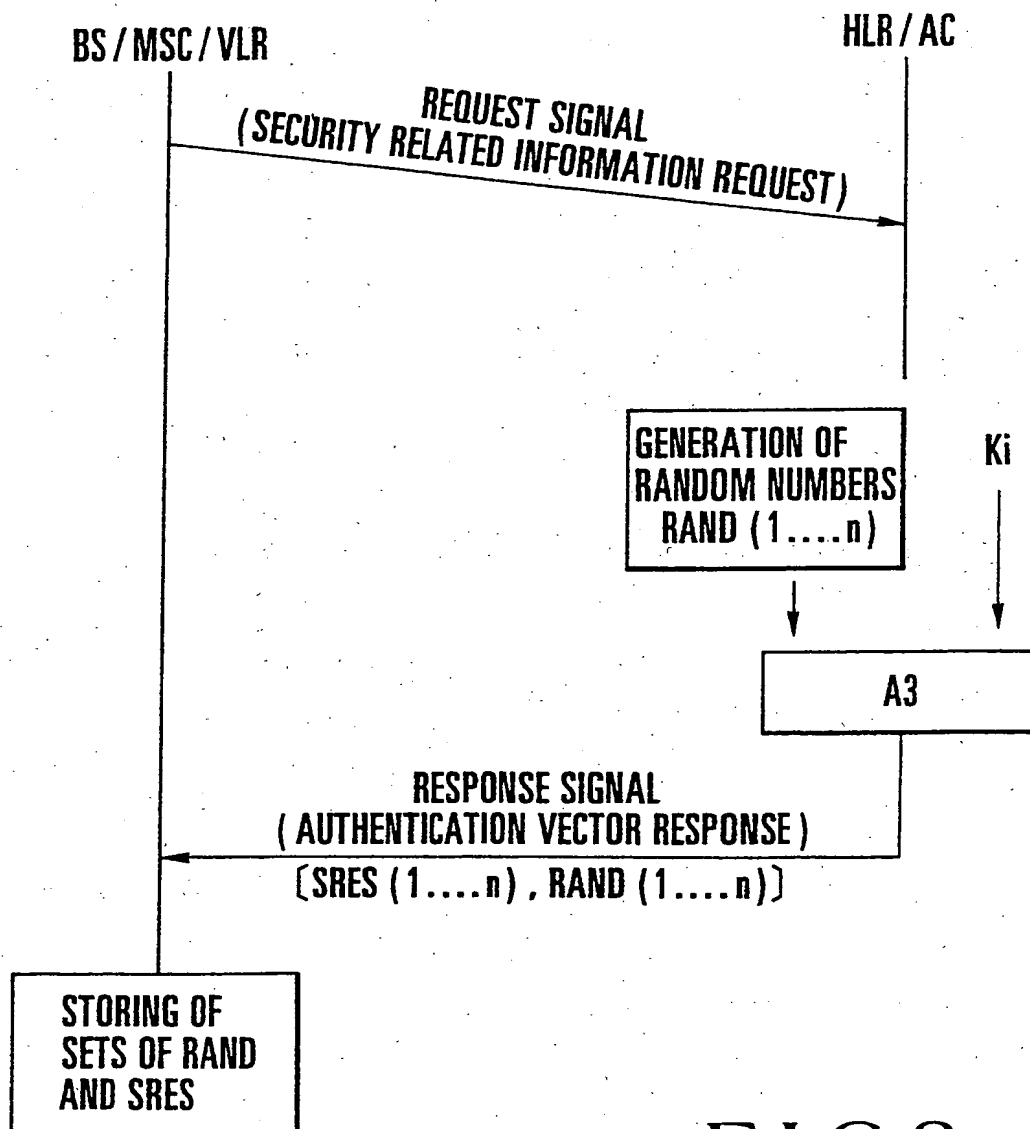 BS / MSC / VLR
HLR / AC
REQUEST SIGNAL
(SECURITY RELATED INFORMATION REQUEST)
GENERATION OF
RANDOM NUMBERS
RAND (1....n)
Ki
A3
RESPONSE SIGNAL
(AUTHENTICATION VECTOR RESPONSE)
[SRES (1....n) , RAND (1....n)]
STORING OF
SETS OF RAND
AND SRES